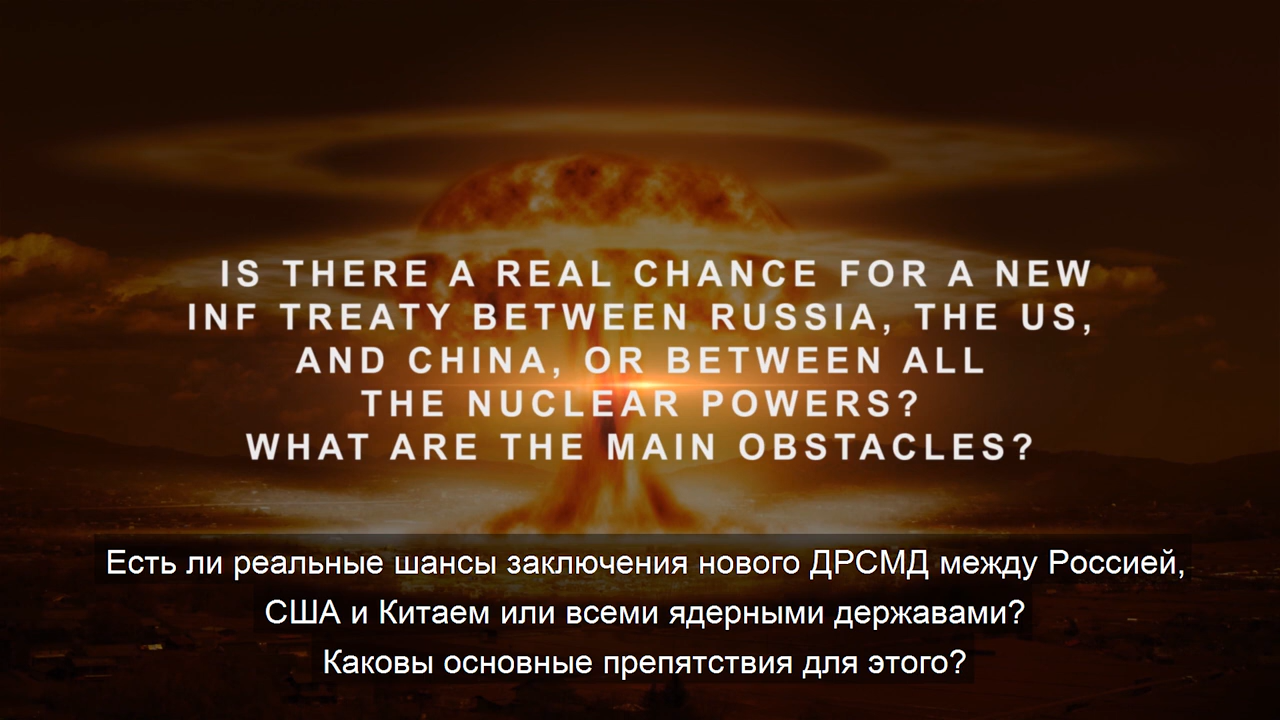 IS THERE A REAL CHANCE FOR A NEW
INF TREATY BETWEEN RUSSIA, THE US,
AND CHINA, OR BETWEEN ALL
THE NUCLEAR POWERS?
WHAT ARE THE MAIN OBSTACLES?
Есть ли реальные шансы заключения нового ДРСМД между Россией,
США и Китаем или всеми ядерными державами?
Каковы основные препятствия для этого?